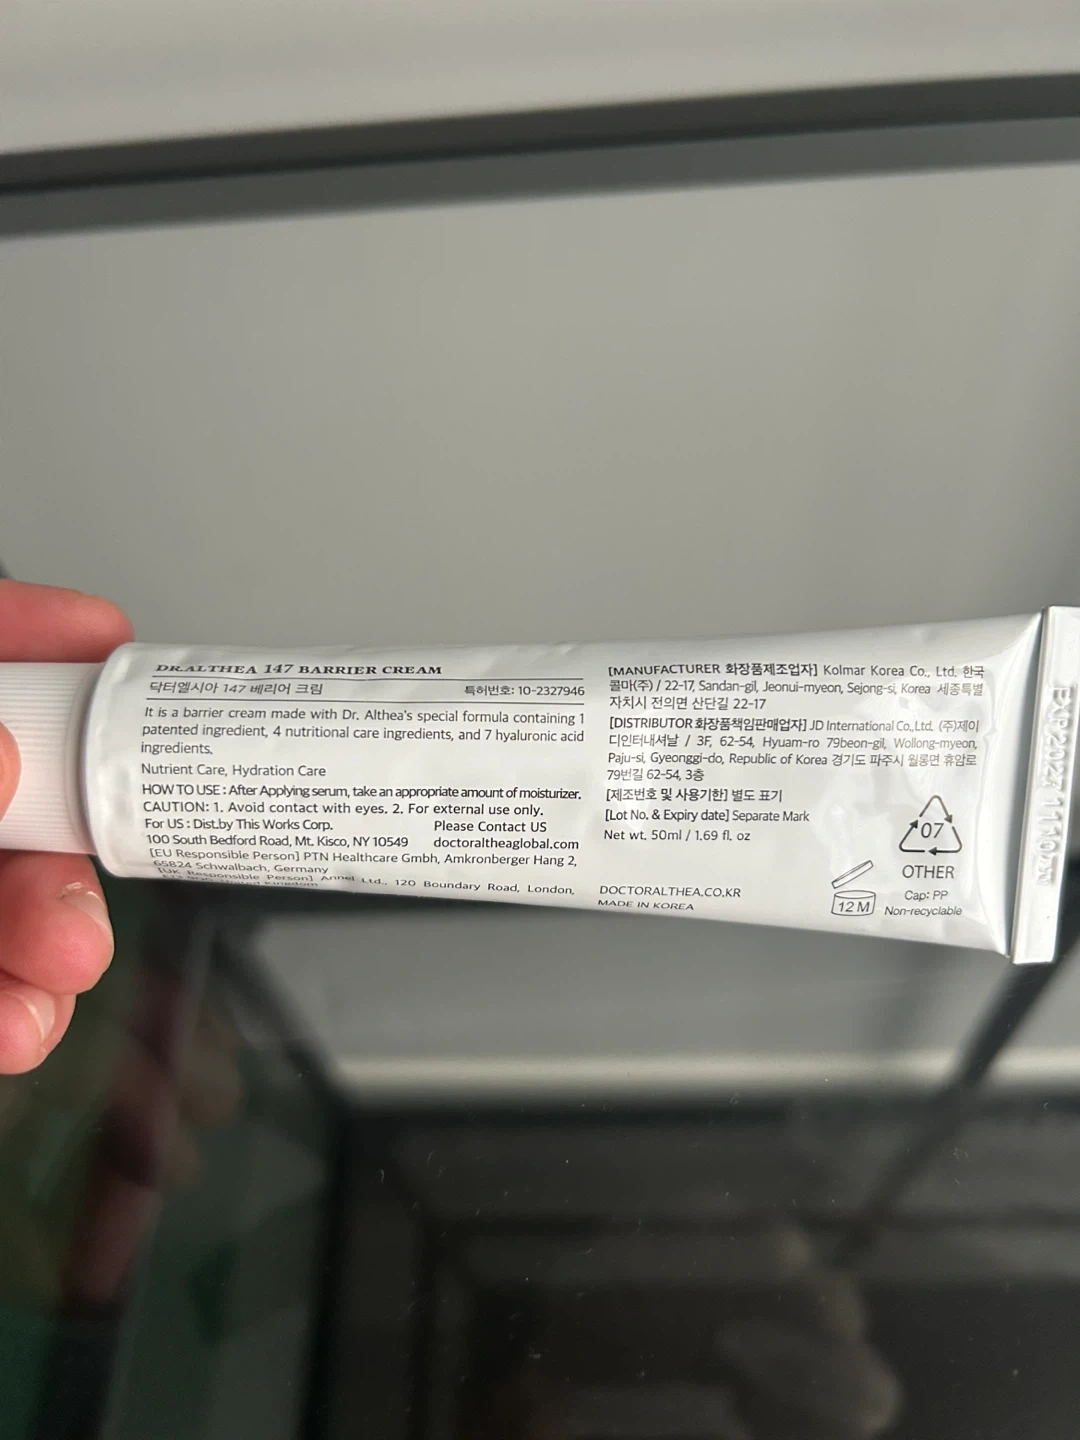 DR.ALTHEA 147 BARRIER CREAM
닥터엘시아 147 베리어 크림 특허번호: 10-2327946
It is a barrier cream made with Dr. Althea's special formula containing 1
patented ingredient, 4 nutritional care ingredients, and 7 hyaluronic acid
ingredients.
Nutrient Care, Hydration Care
HOW TO USE : After Applying serum, take an appropriate amount of moisturizer.
CAUTION: 1. Avoid contact with eyes. 2. For external use only.
For US : Dist.by This Works Corp. Please Contact US
100 South Bedford Road, Mt. Kisco, NY 10549 doctoraltheaglobal.com
[EU Responsible Person] PTN Healthcare Gmbh, Amkronberger Hang 2,
65824 Schwalbach, Germany
[UK Responsible Person] Annel Ltd., 120 Boundary Road, London,
United Kingdom
[MANUFACTURER 화장품제조업자] Kolmar Korea Co., Ltd. 한국
콜마(주) / 22-17, Sandan-gil, Jeonui-myeon, Sejong-si, Korea 세종특별
자치시 전의면 산단길 22-17
[DISTRIBUTOR 화장품책임판매업자] JD International Co.,Ltd. (주)제이
디인터내셔날 / 3F, 62-54, Hyuam-ro 79beon-gil, Wollong-myeon,
Paju-si, Gyeonggi-do, Republic of Korea 경기도 파주시 월롱면 휴암로
79번길 62-54, 3층
[제조번호 및 사용기한] 별도 표기
[Lot No. & Expiry date] Separate Mark
Net wt. 50ml / 1.69 fl. oz
DOCTORALTHEA.CO.KR
MADE IN KOREA
07
OTHER
Cap: PP
Non-recyclable
12 M